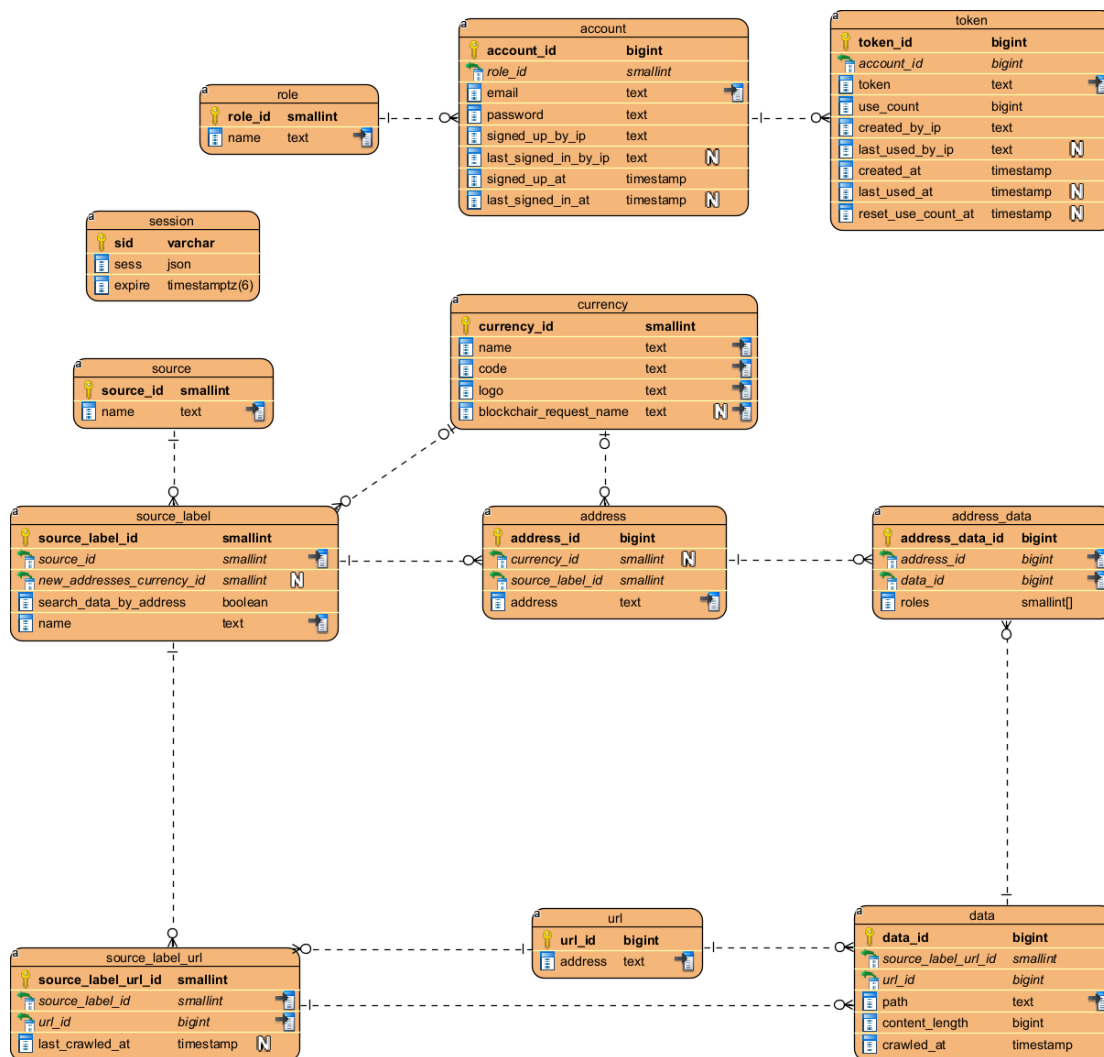 role
role_id smallint
name text
account
account_id bigint
role_id smallint
email text
password text
signed_up_by_ip text
last_signed_in_by_ip text N
signed_up_at timestamp
last_signed_in_at timestamp N
token
token_id bigint
account_id bigint
token text
use_count bigint
created_by_ip text
last_used_by_ip text N
created_at timestamp
last_used_at timestamp N
reset_use_count_at timestamp N
session
sid varchar
sess json
expire timestamptz(6)
currency
currency_id smallint
name text
code text
logo text
blockchair_request_name text N
source
source_id smallint
name text
source_label
source_label_id smallint
source_id smallint
new_addresses_currency_id smallint N
search_data_by_address boolean
name text
address
address_id bigint
currency_id smallint N
source_label_id smallint
address text
address_data
address_data_id bigint
address_id bigint
data_id bigint
roles smallint[]
source_label_url
source_label_url_id smallint
source_label_id smallint
url_id bigint
last_crawled_at timestamp N
url
url_id bigint
address text
data
data_id bigint
source_label_url_id smallint
url_id bigint
path text
content_length bigint
crawled_at timestamp